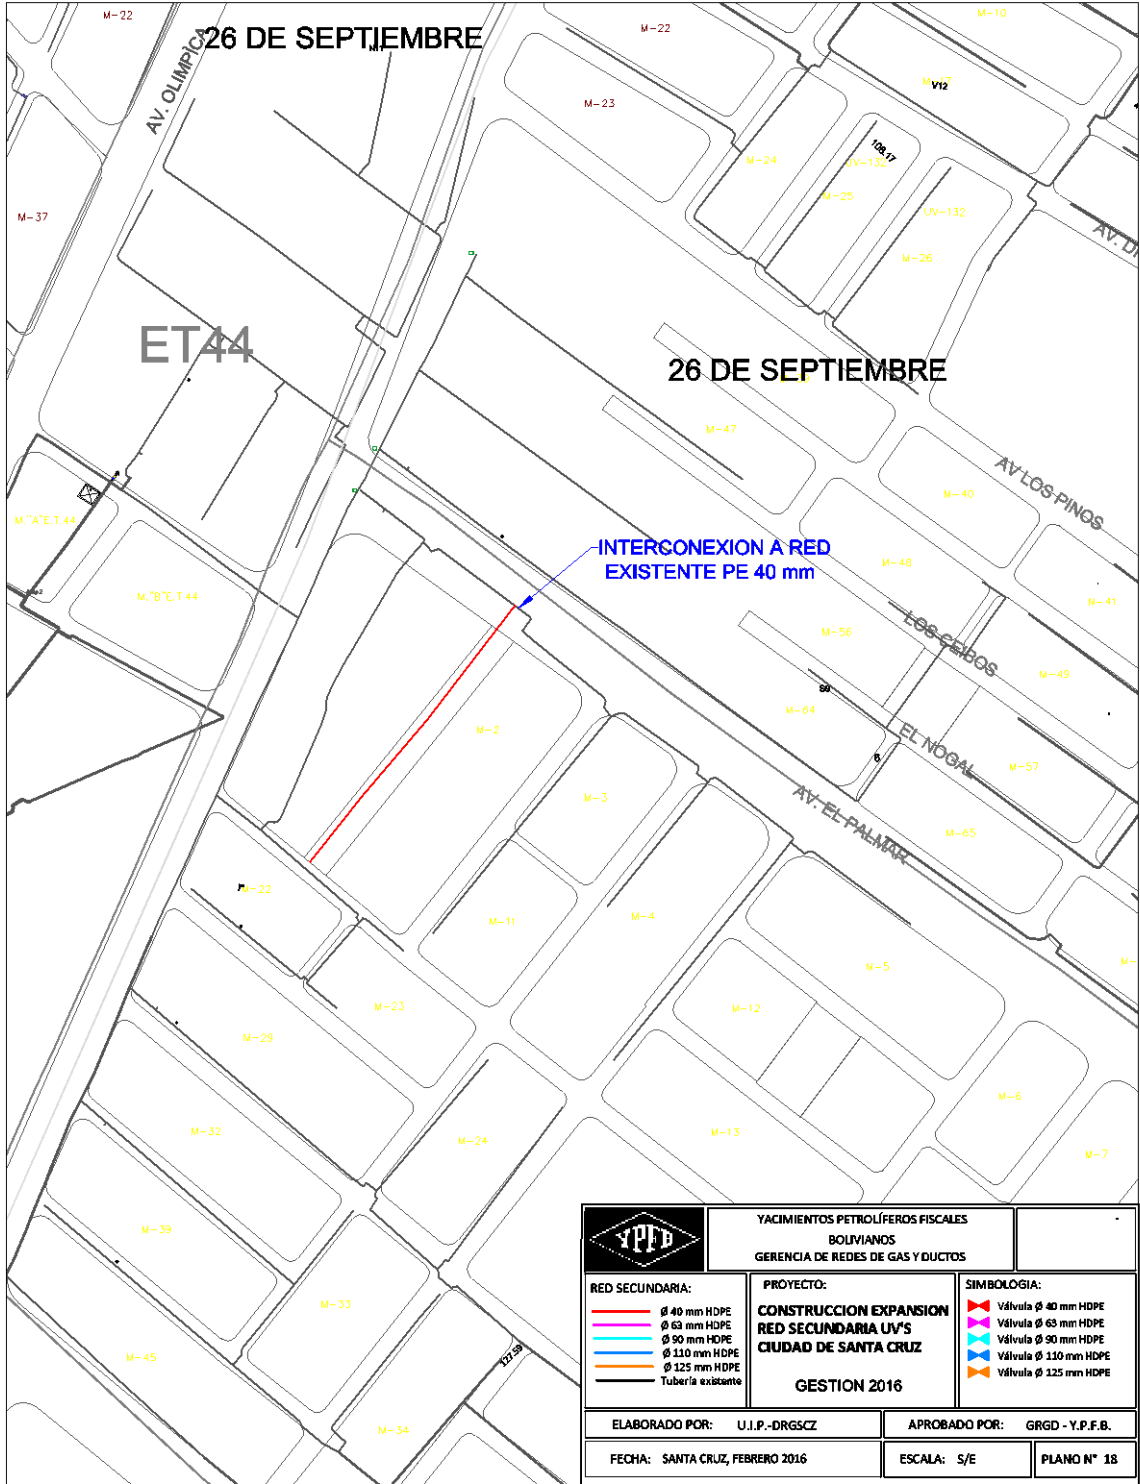 M-22
26 DE SEPTIEMBRE
M-22
M-10
AV. OLIMPICA
M-23
V12
M-37
M-24
108.17
UV-132
M-25
UV-132
M-26
ET44
26 DE SEPTIEMBRE
M-47
AV LOS PINOS
M-40
INTERCONEXION A RED
EXISTENTE PE 40 mm
M-48
M-41
M-56
LOS CEIBOS
M-49
S9
M-64
M-2
EL NOGAL
6
M-57
M-3
AV. EL PALMAR
M-65
M-22
M-11
M-4
M-5
M-23
M-12
M-29
M-6
M-32
M-24
M-13
M-7
M-39
M-33
M-45
127.59
M-34
YPFB
YACIMIENTOS PETROLÍFEROS FISCALES
BOLIVIANOS
GERENCIA DE REDES DE GAS Y DUCTOS
RED SECUNDARIA:
Ø 40 mm HDPE
Ø 63 mm HDPE
Ø 90 mm HDPE
Ø 110 mm HDPE
Ø 125 mm HDPE
Tubería existente
PROYECTO:
CONSTRUCCION EXPANSION
RED SECUNDARIA UV'S
CIUDAD DE SANTA CRUZ
GESTION 2016
SIMBOLOGIA:
Válvula Ø 40 mm HDPE
Válvula Ø 63 mm HDPE
Válvula Ø 90 mm HDPE
Válvula Ø 110 mm HDPE
Válvula Ø 125 mm HDPE
ELABORADO POR: U.I.P.-DRGSCZ
APROBADO POR: GRGD - Y.P.F.B.
FECHA: SANTA CRUZ, FEBRERO 2016
ESCALA: S/E
PLANO N° 18